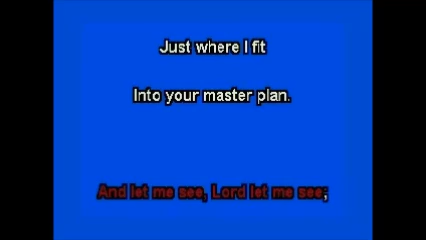 Just where I fit
Into your master plan.
And let me see, Lord let me see;